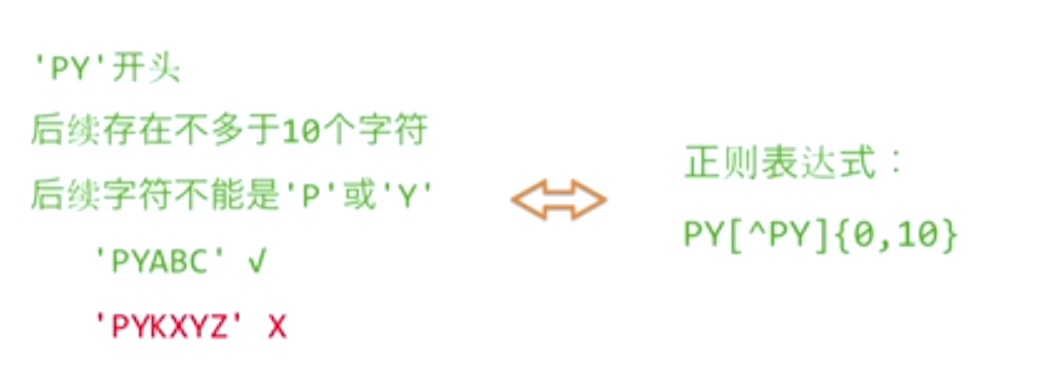 'PY'开头
后续存在不多于10个字符
后续字符不能是'P'或'Y'
'PYABC' √
'PYKXYZ' X
正则表达式：
PY[^PY]{0,10}